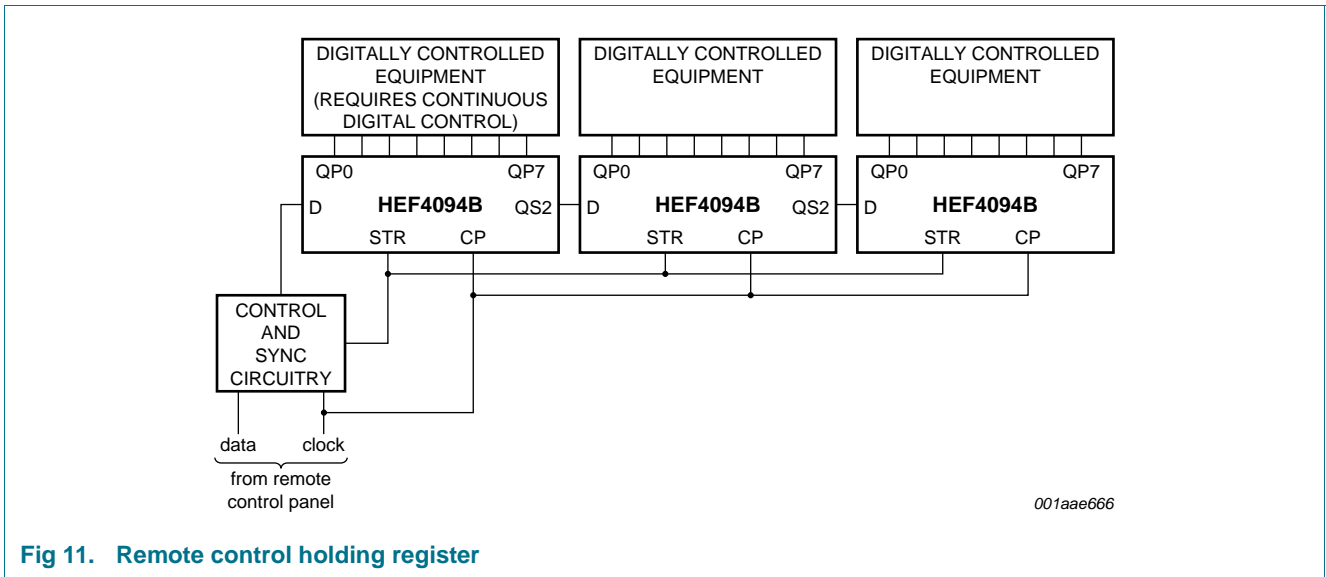 DIGITALLY CONTROLLED
EQUIPMENT
(REQUIRES CONTINUOUS
DIGITAL CONTROL)
DIGITALLY CONTROLLED
EQUIPMENT
DIGITALLY CONTROLLED
EQUIPMENT
QP0 QP7
D HEF4094B QS2
STR CP
QP0 QP7
D HEF4094B QS2
STR CP
QP0 QP7
D HEF4094B
STR CP
CONTROL
AND
SYNC
CIRCUITRY
data clock
from remote
control panel
001aae666
Fig 11. Remote control holding register